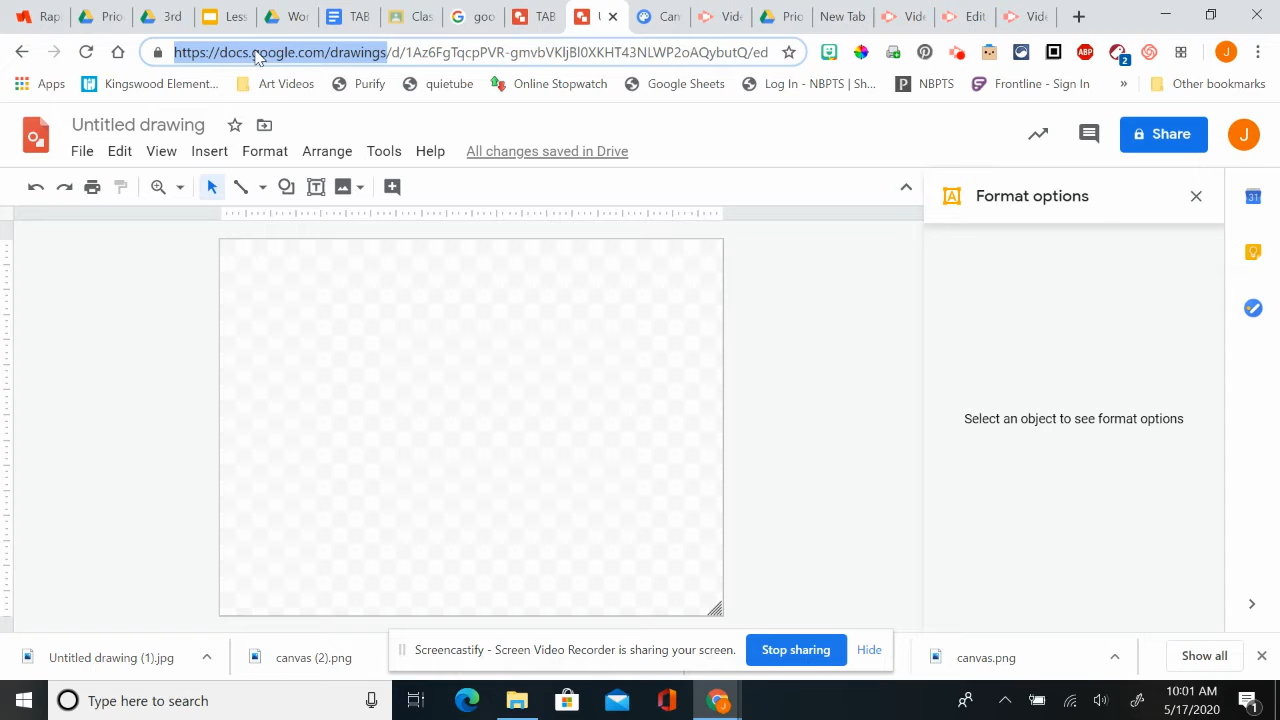 Rap Prio 3rd Less Wor TAB Clas goo TAB U Can Vide Prio New Tab Vide Edit Vide
https://docs.google.com/drawings/d/1Az6FgTqcpPVR-gmvbVKIjBl0XKHT43NLWP2oAQybutQ/ed
ABP 2 J
Apps Kingswood Element... Art Videos Purify quietube Online Stopwatch Google Sheets Log In - NBPTS | Sh... P NBPTS Frontline - Sign In » Other bookmarks
Untitled drawing
File Edit View Insert Format Arrange Tools Help All changes saved in Drive
Share J
Format options
31
Select an object to see format options
Untitled drawing (1).jpg canvas (2).png Screencastify - Screen Video Recorder is sharing your screen. Stop sharing Hide canvas.png Show all
Type here to search
10:01 AM
5/17/2020
1